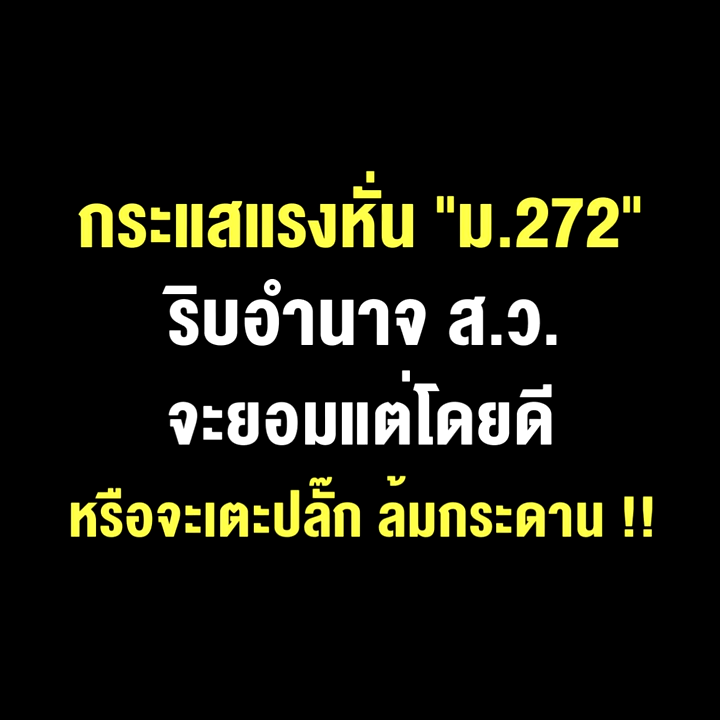 กระแสแรงหั่น "ม.272"
ริบอำนาจ ส.ว.
จะยอมแต่โดยดี
หรือจะเตะปลั๊ก ล้มกระดาน !!